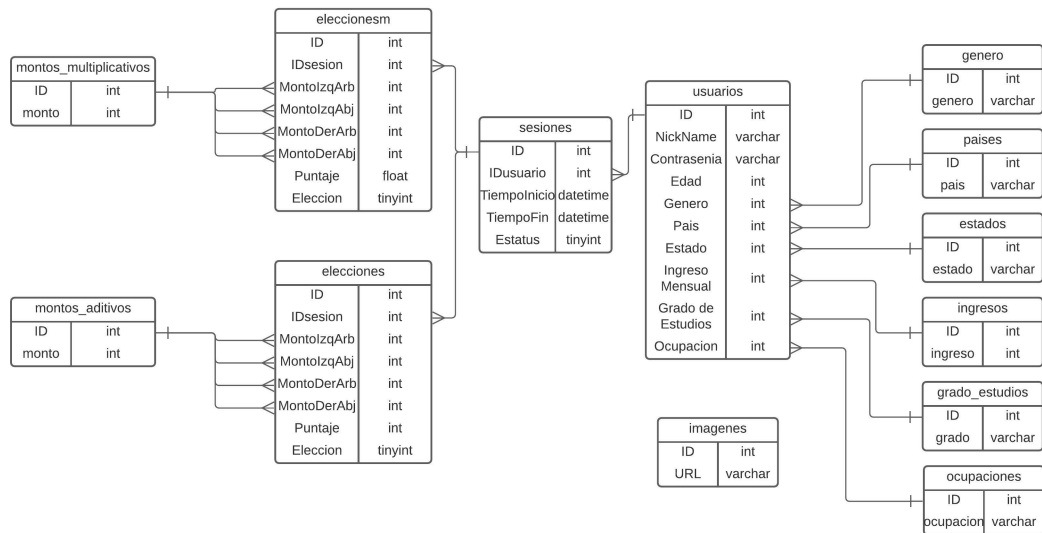 montos_multiplicativos
ID int
monto int
montos_aditivos
ID int
monto int
eleccionesm
ID int
IDsesion int
MontoIzqArb int
MontoIzqAbj int
MontoDerArb int
MontoDerAbj int
Puntaje float
Eleccion tinyint
elecciones
ID int
IDsesion int
MontoIzqArb int
MontoIzqAbj int
MontoDerArb int
MontoDerAbj int
Puntaje int
Eleccion tinyint
sesiones
ID int
IDusuario int
TiempoInicio datetime
TiempoFin datetime
Estatus tinyint
usuarios
ID int
NickName varchar
Contrasenia varchar
Edad int
Genero int
Pais int
Estado int
Ingreso
Mensual int
Grado de
Estudios int
Ocupacion int
imagenes
ID int
URL varchar
genero
ID int
genero varchar
paises
ID int
pais varchar
estados
ID int
estado varchar
ingresos
ID int
ingreso int
grado_estudios
ID int
grado varchar
ocupaciones
ID int
ocupacion varchar